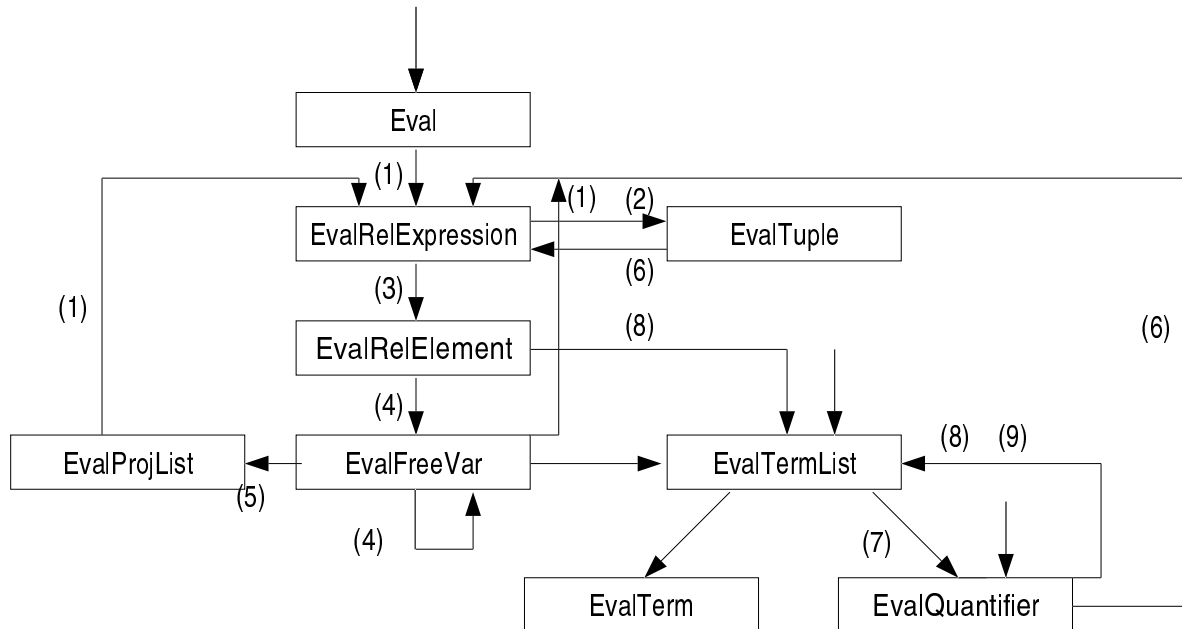 Eval
(1)
(1)
(2)
EvalRelExpression
EvalTuple
(6)
(3)
(1)
(8)
(6)
EvalRelElement
(4)
(8)
(9)
EvalProjList
EvalFreeVar
EvalTermList
(5)
(4)
(7)
EvalTerm
EvalQuantifier